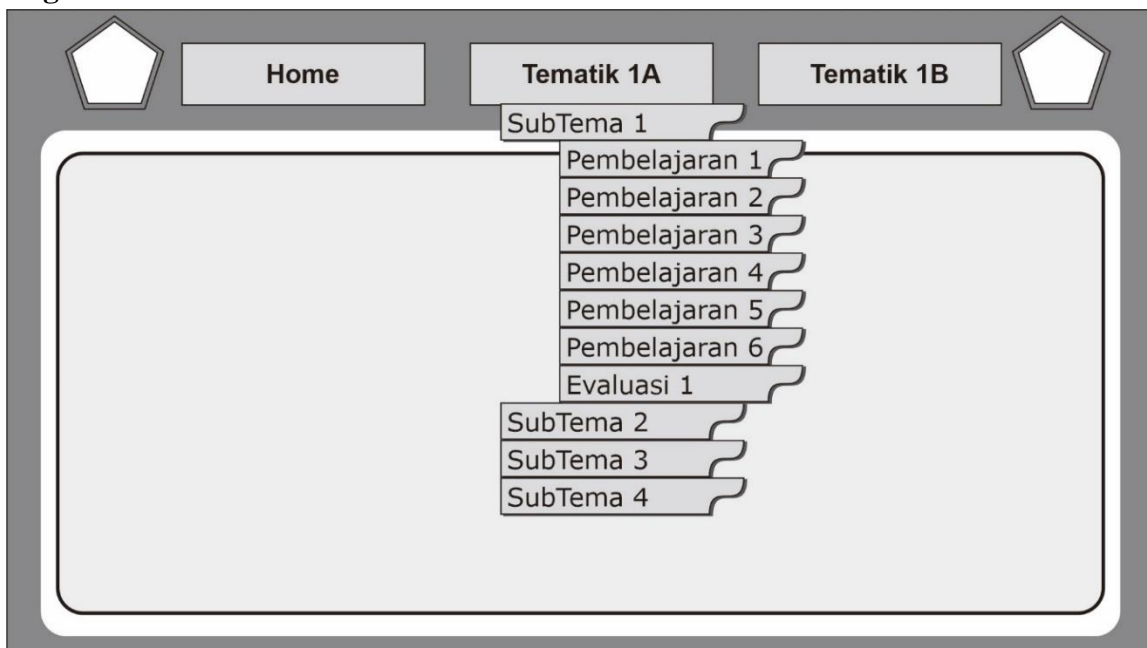 Home
Tematik 1A
Tematik 1B
SubTema 1
Pembelajaran 1
Pembelajaran 2
Pembelajaran 3
Pembelajaran 4
Pembelajaran 5
Pembelajaran 6
Evaluasi 1
SubTema 2
SubTema 3
SubTema 4